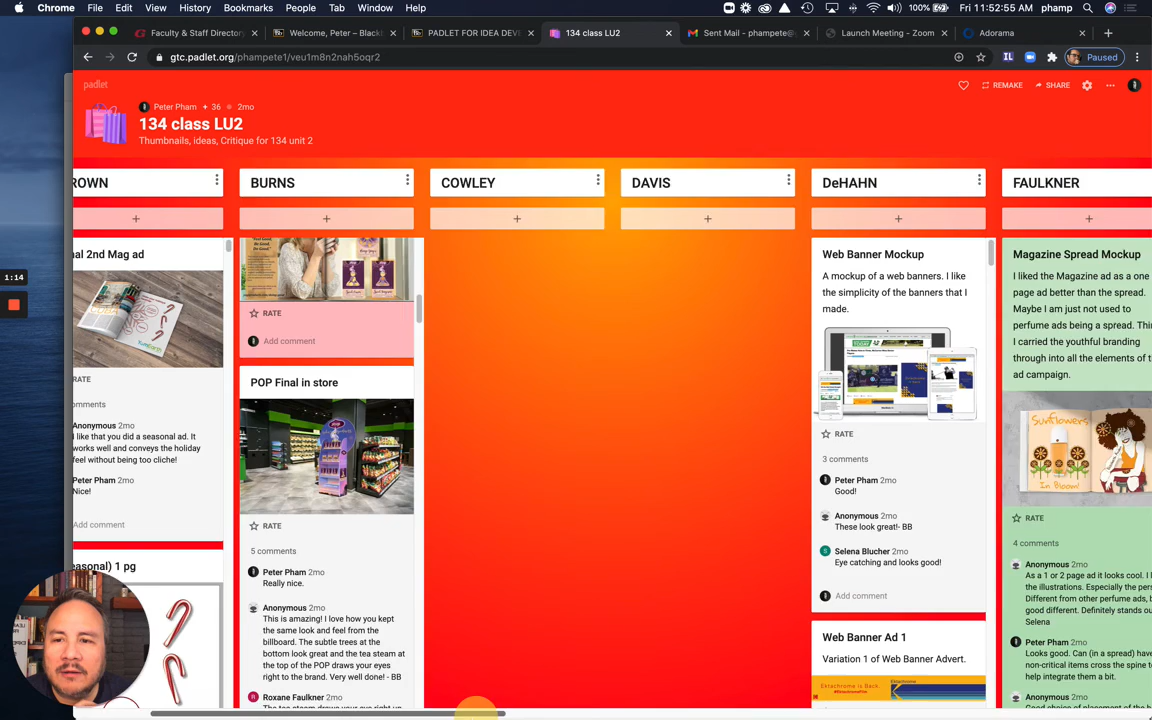 Chrome File Edit View History Bookmarks People Tab Window Help
100% Fri 11:52:55 AM phamp
Faculty & Staff Directory
Welcome, Peter – Blackb
PADLET FOR IDEA DEVE
134 class LU2
Sent Mail - phampete@
Launch Meeting - Zoom
Adorama
gtc.padlet.org/phampete1/veu1m8n2nah5oqr2
IL
Paused
padlet
REMAKE
SHARE
Peter Pham + 36 2mo
134 class LU2
Thumbnails, ideas, Critique for 134 unit 2
ROWN
BURNS
COWLEY
DAVIS
DeHAHN
FAULKNER
1:14
al 2nd Mag ad
RATE
omments
Anonymous 2mo
I like that you did a seasonal ad. It
works well and conveys the holiday
feel without being too cliche!
Peter Pham 2mo
Nice!
Add comment
easonal) 1 pg
RATE
Add comment
POP Final in store
RATE
5 comments
Peter Pham 2mo
Really nice.
Anonymous 2mo
This is amazing! I love how you
kept the same look and feel from the
billboard. The subtle trees at the
bottom look great and the tea steam
at the top of the POP draws your eyes
right to the brand. Very well done! - BB
Roxane Faulkner 2mo
Web Banner Mockup
A mockup of a web banners. I like
the simplicity of the banners that I
made.
RATE
3 comments
Peter Pham 2mo
Good!
Anonymous 2mo
These look great!- BB
Selena Blucher 2mo
Eye catching and looks good!
Add comment
Web Banner Ad 1
Variation 1 of Web Banner Advert.
Ektachrome is Back.
Magazine Spread Mockup
I liked the Magazine ad as a one
page ad better than the spread.
Maybe I am just not used to
perfume ads being a spread. Thi
I carried the youthful branding
through into all the elements of t
ad campaign.
Sunflowers
In Bloom!
RATE
4 comments
Anonymous 2mo
As a 1 or 2 page ad it looks cool. I l
the illustrations. Especially the pers
Different from other perfume ads, b
good different. Definitely stands ou
Selena
Peter Pham 2mo
Looks good. Can (in a spread) have
non-critical items cross the spine t
help integrate them a bit.
Anonymous 2mo